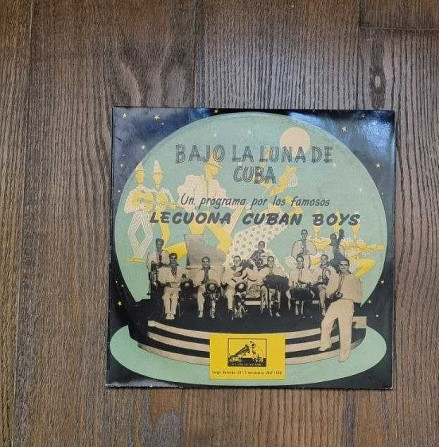 BAJO LA LUNA DE
CUBA
Un programa por los famosos
LECUONA CUBAN BOYS